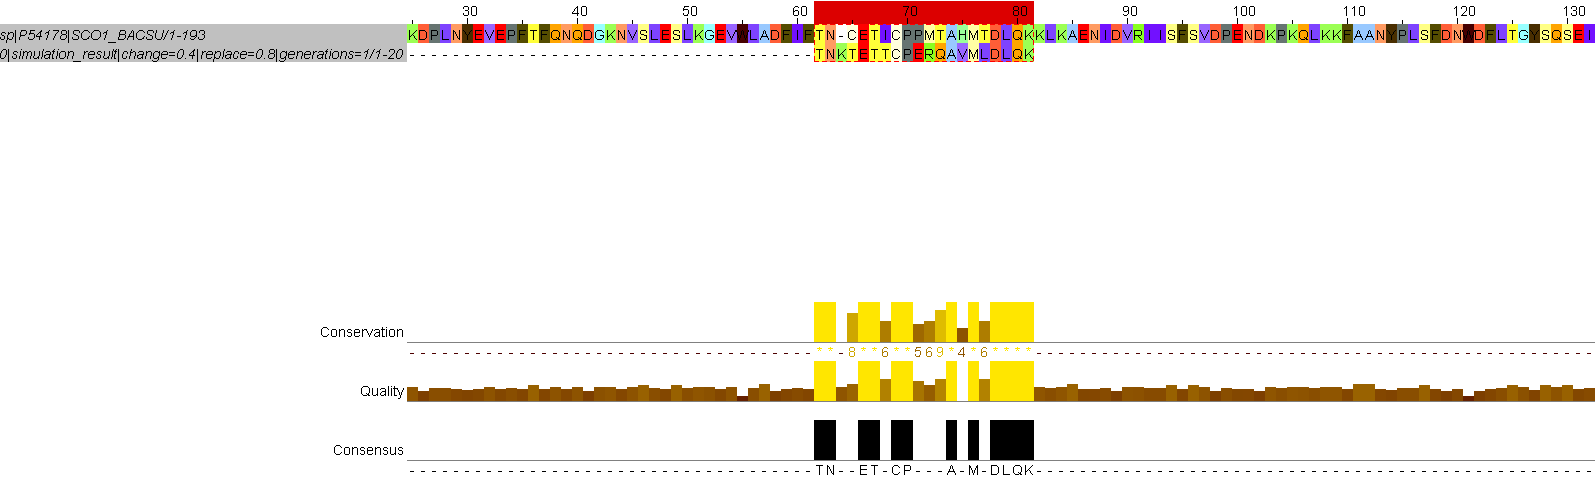 30 40 50 60 70 80 90 100 110 120 130
sp|P54178|SCO1_BACSU/1-193 KDPLNYEVEPFTFQNQDGKNVSLESLKGEVWLADFIFTN-CETICPPMTAHMTDLQKKLKAENIDVRIISFSVDPENDKPKQLKKFAANYPLSFDNWDFLTGYSQSEI
0|simulation_result|change=0.4|replace=0.8|generations=1/1-20 -------------------------------------TNKTETTCPERQAVMLDLQK
Conservation
-------------------------------------**-8**6**569*4*6****---------------------------------------------------
Quality
Consensus
-------------------------------------TN--ET-CP---A-M-DLQK---------------------------------------------------